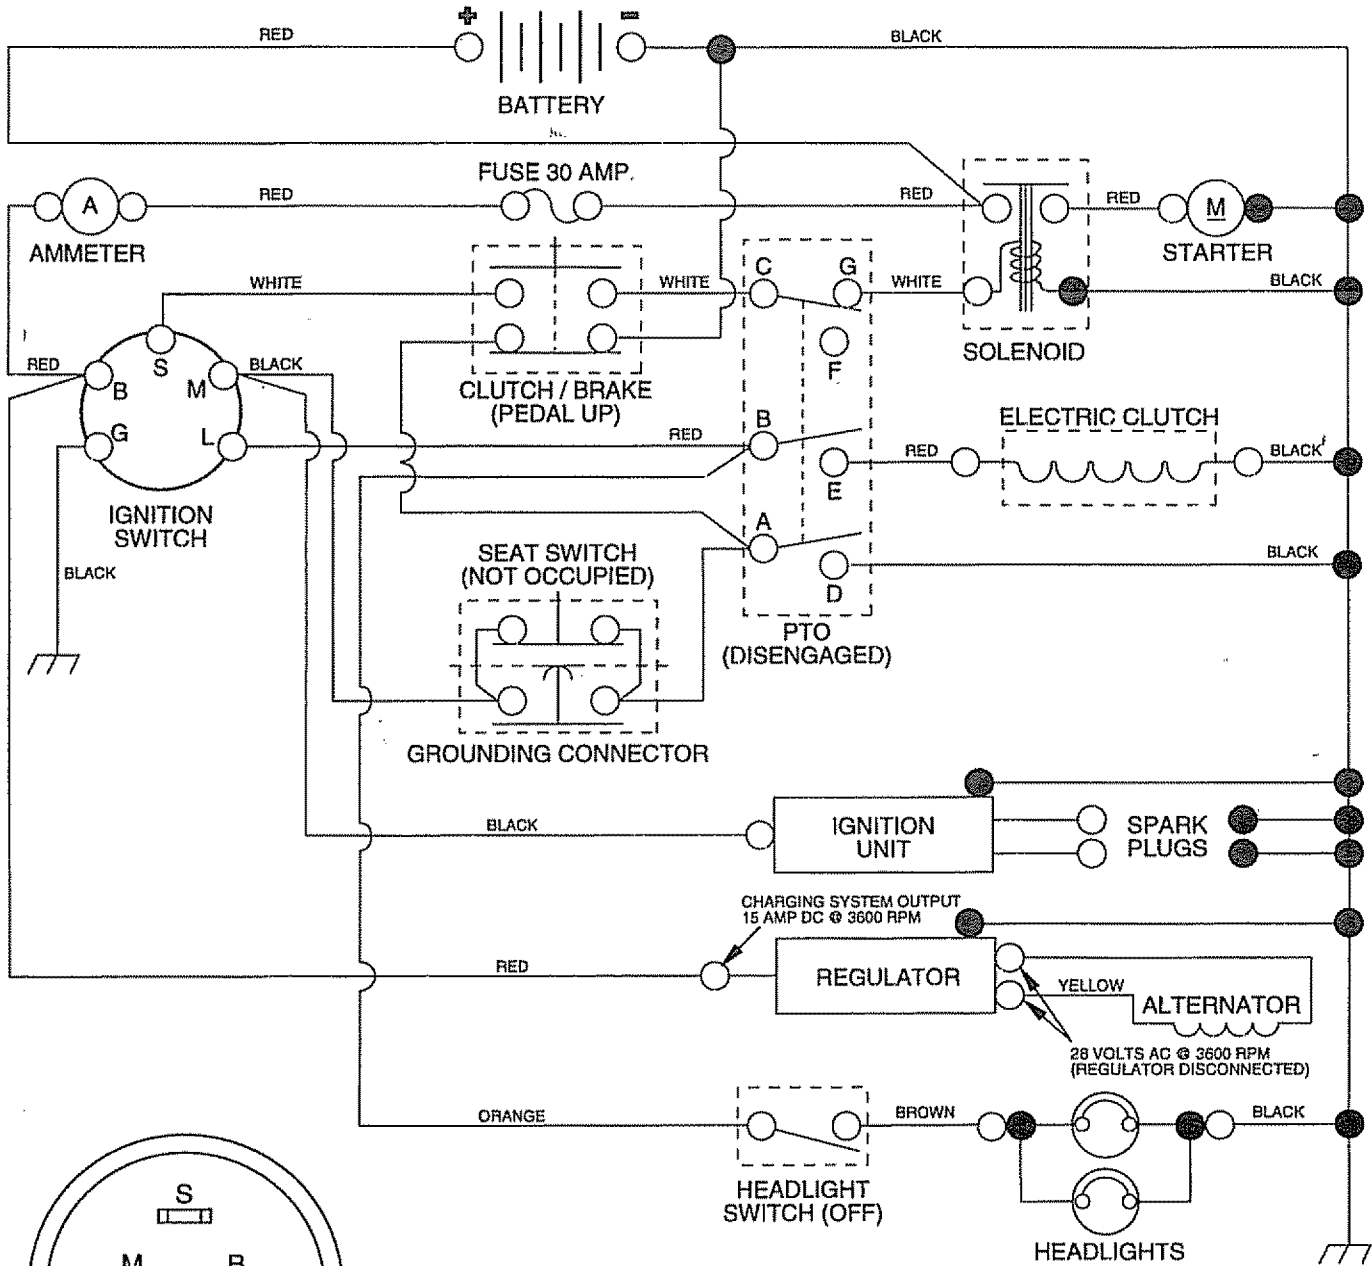 + -
RED
BLACK
BATTERY
FUSE 30 AMP.
RED
RED
RED
A
M
AMMETER
STARTER
WHITE
WHITE
C
G
WHITE
BLACK
SOLENOID
RED
B
S
M
BLACK
F
CLUTCH / BRAKE
(PEDAL UP)
G
L
RED
B
ELECTRIC CLUTCH
RED
BLACK
E
IGNITION
SWITCH
A
BLACK
SEAT SWITCH
(NOT OCCUPIED)
BLACK
D
PTO
(DISENGAGED)
GROUNDING CONNECTOR
BLACK
IGNITION
UNIT
SPARK
PLUGS
CHARGING SYSTEM OUTPUT
15 AMP DC @ 3600 RPM
RED
REGULATOR
YELLOW
ALTERNATOR
28 VOLTS AC @ 3600 RPM
(REGULATOR DISCONNECTED)
ORANGE
BROWN
BLACK
HEADLIGHT
SWITCH (OFF)
HEADLIGHTS
S
M
B